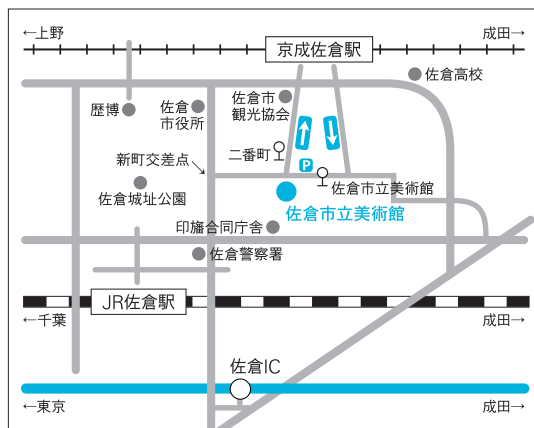 ←上野
成田→
京成佐倉駅
佐倉高校
歴博
佐倉
市役所
佐倉市
観光協会
新町交差点
二番町
P
佐倉市立美術館
佐倉城址公園
佐倉市立美術館
印旛合同庁舎
佐倉警察署
JR佐倉駅
←千葉
成田→
佐倉IC
←東京
成田→